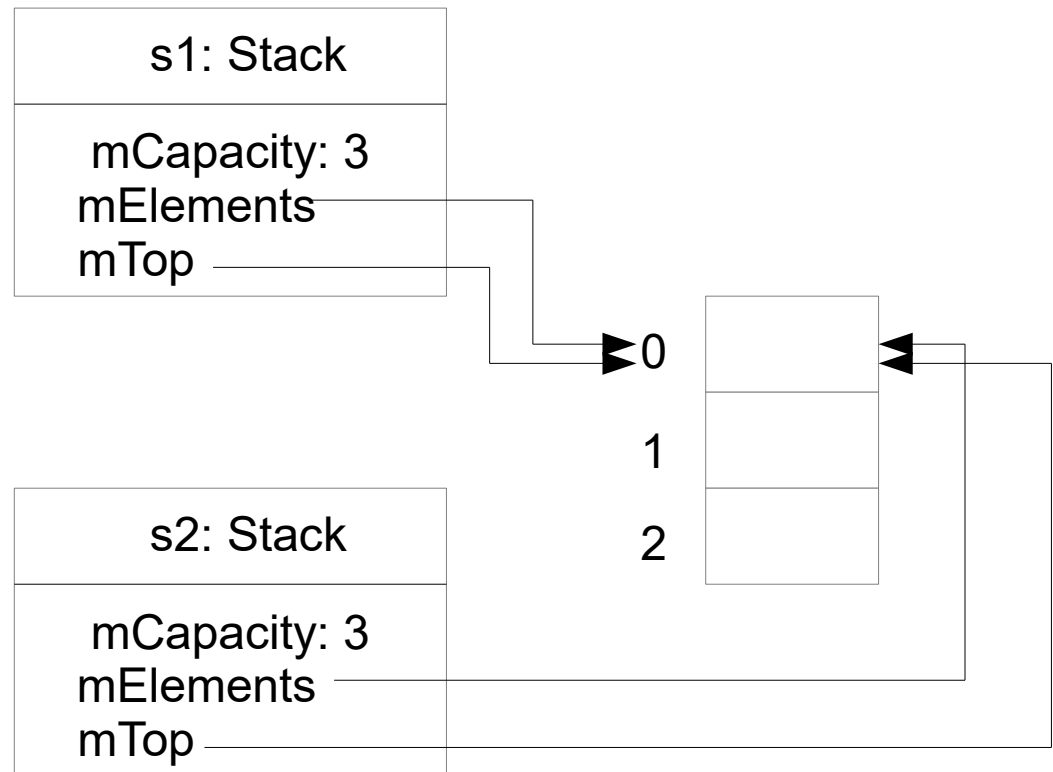 s1: Stack
mCapacity: 3
mElements
mTop
0
1
2
s2: Stack
mCapacity: 3
mElements
mTop